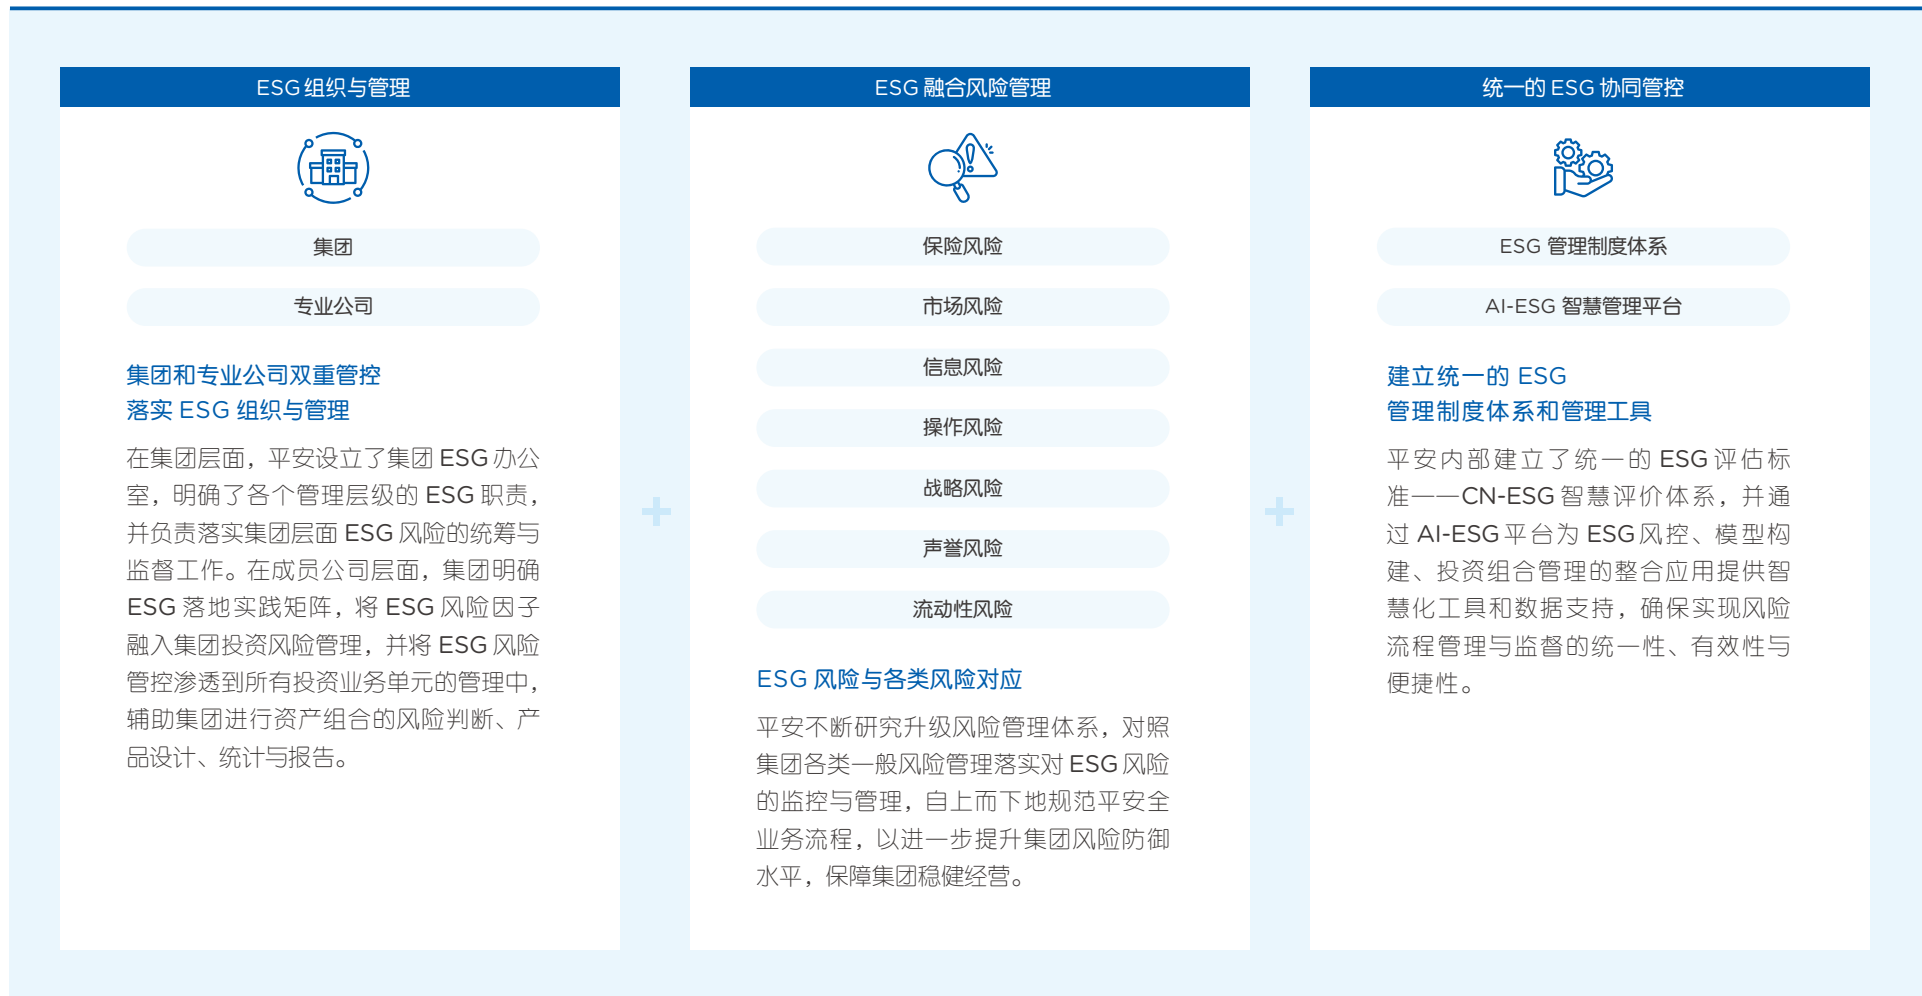 ESG 组织与管理
集团
专业公司
集团和专业公司双重管控
落实 ESG 组织与管理
在集团层面，平安设立了集团 ESG 办公
室，明确了各个管理层级的 ESG 职责，
并负责落实集团层面 ESG 风险的统筹与
监督工作。在成员公司层面，集团明确
ESG 落地实践矩阵，将 ESG 风险因子
融入集团投资风险管理，并将 ESG 风险
管控渗透到所有投资业务单元的管理中，
辅助集团进行资产组合的风险判断、产
品设计、统计与报告。
ESG 融合风险管理
保险风险
市场风险
信息风险
操作风险
战略风险
声誉风险
流动性风险
ESG 风险与各类风险对应
平安不断研究升级风险管理体系，对照
集团各类一般风险管理落实对 ESG 风险
的监控与管理，自上而下地规范平安全
业务流程，以进一步提升集团风险防御
水平，保障集团稳健经营。
统一的 ESG 协同管控
ESG 管理制度体系
AI-ESG 智慧管理平台
建立统一的 ESG
管理制度体系和管理工具
平安内部建立了统一的 ESG 评估标
准——CN-ESG 智慧评价体系，并通
过 AI-ESG 平台为 ESG 风控、模型构
建、投资组合管理的整合应用提供智
慧化工具和数据支持，确保实现风险
流程管理与监督的统一性、有效性与
便捷性。